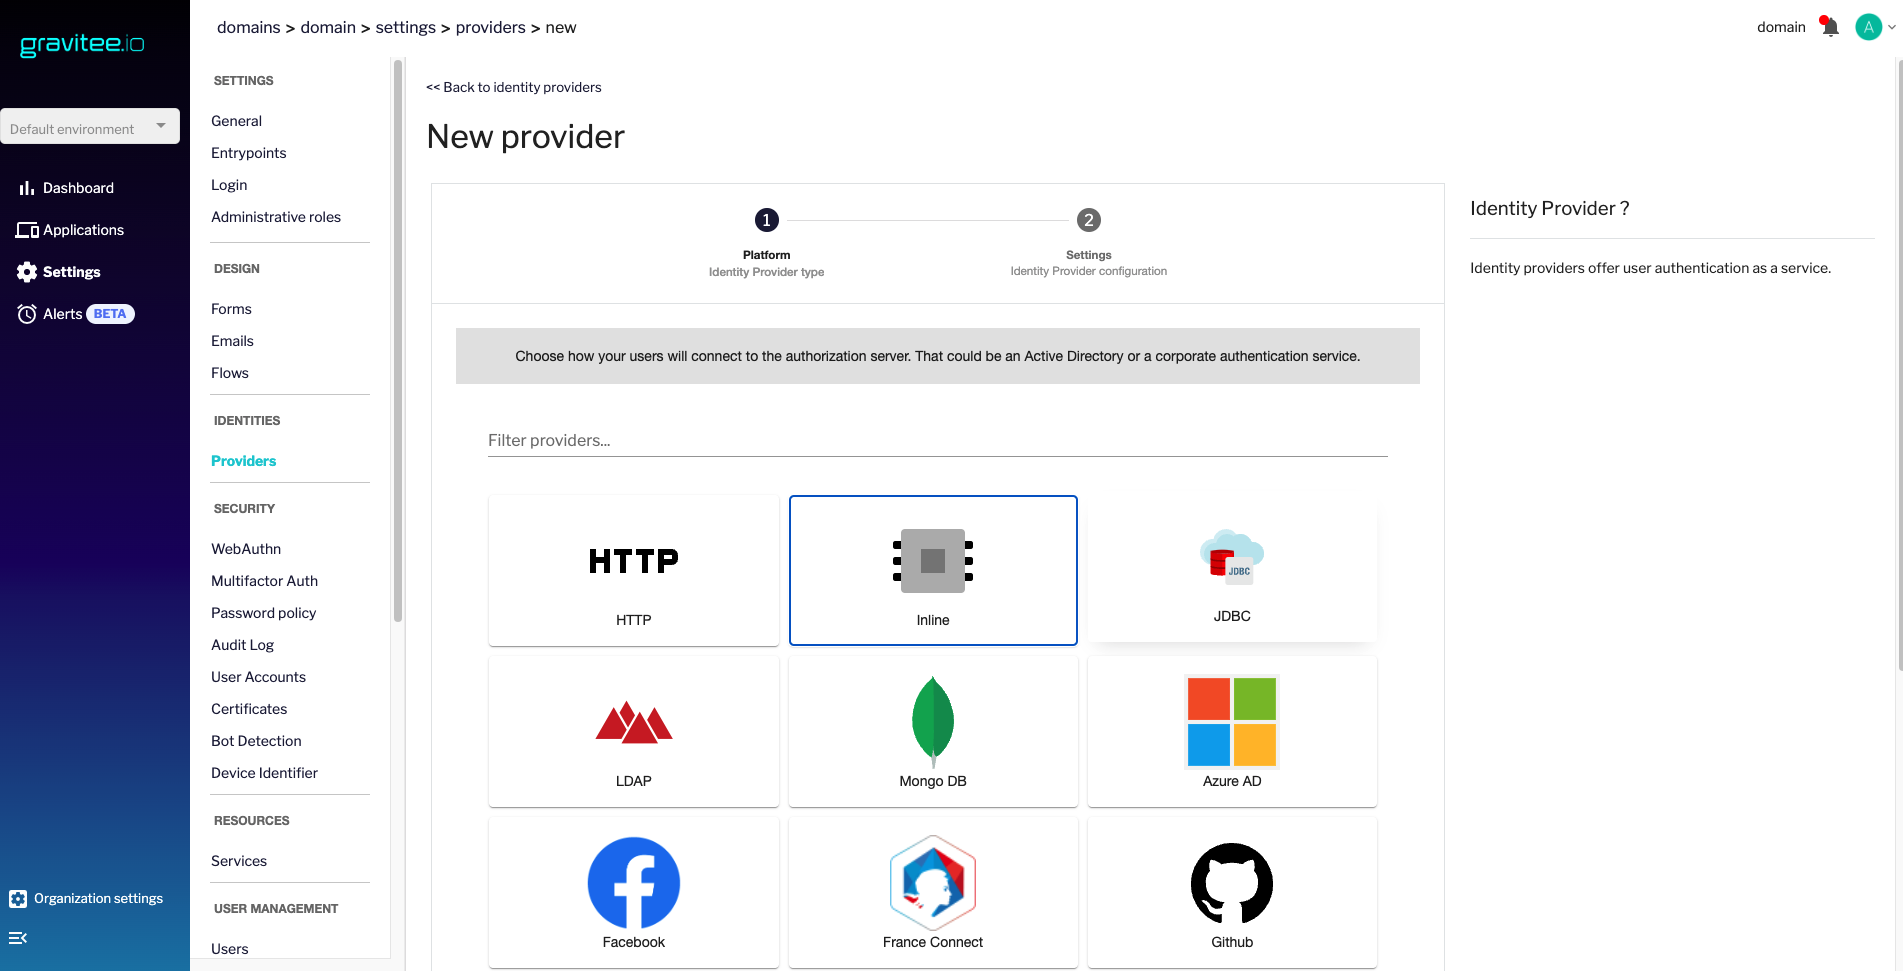 gravitee.io
Default environment
Dashboard
Applications
Settings
Alerts BETA
Organization settings
domains > domain > settings > providers > new
domain
A
SETTINGS
General
Entrypoints
Login
Administrative roles
DESIGN
Forms
Emails
Flows
IDENTITIES
Providers
SECURITY
WebAuthn
Multifactor Auth
Password policy
Audit Log
User Accounts
Certificates
Bot Detection
Device Identifier
RESOURCES
Services
USER MANAGEMENT
Users
<< Back to identity providers
New provider
1
Platform
Identity Provider type
2
Settings
Identity Provider configuration
Choose how your users will connect to the authorization server. That could be an Active Directory or a corporate authentication service.
Filter providers...
HTTP
HTTP
Inline
JDBC
JDBC
LDAP
Mongo DB
Azure AD
Facebook
France Connect
Github
Identity Provider ?
Identity providers offer user authentication as a service.